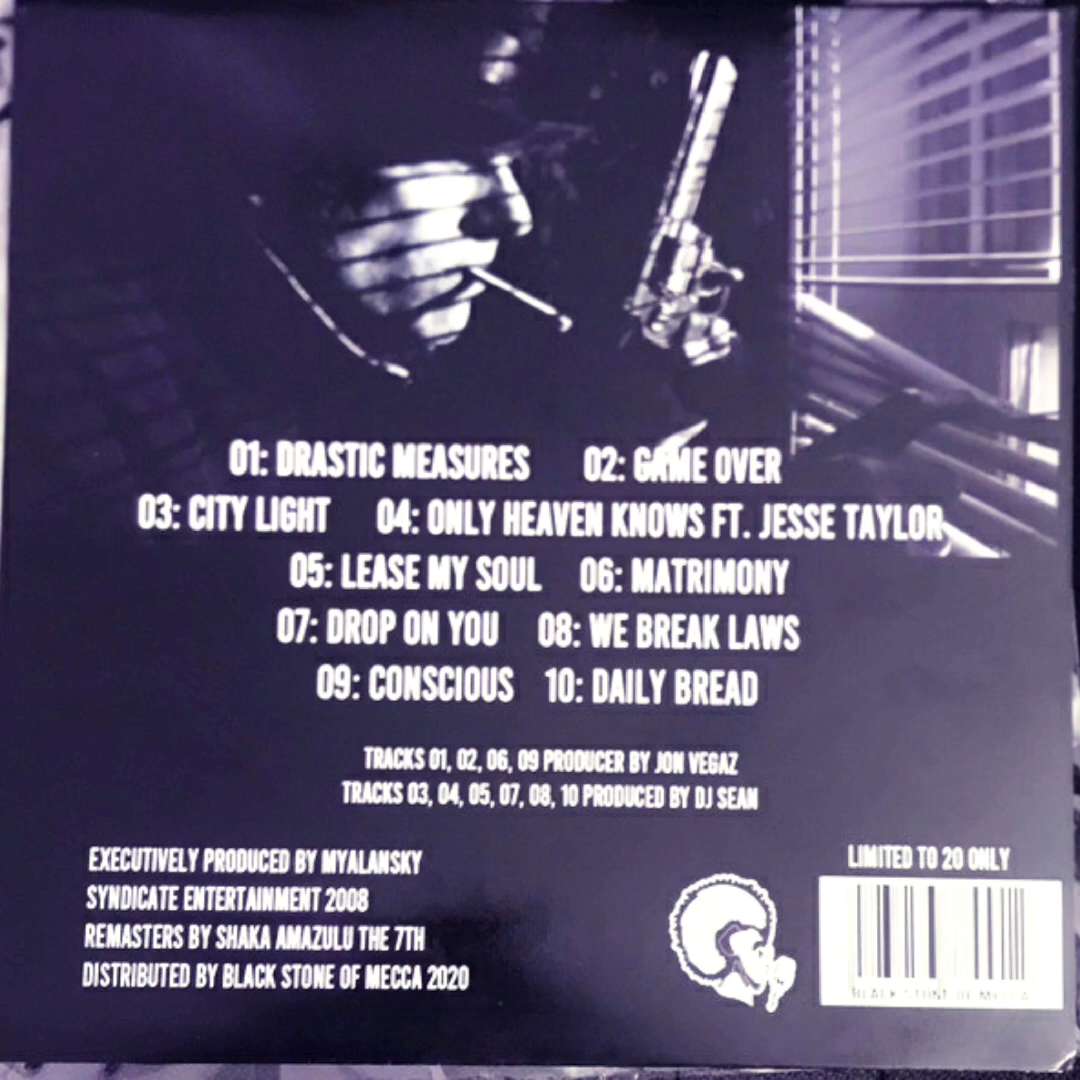 01: DRASTIC MEASURES 02: GAME OVER
03: CITY LIGHT 04: ONLY HEAVEN KNOWS FT. JESSE TAYLOR
05: LEASE MY SOUL 06: MATRIMONY
07: DROP ON YOU 08: WE BREAK LAWS
09: CONSCIOUS 10: DAILY BREAD
TRACKS 01, 02, 06, 09 PRODUCER BY JON VEGAZ
TRACKS 03, 04, 05, 07, 08, 10 PRODUCED BY DJ SEAN
EXECUTIVELY PRODUCED BY MYALANSKY
SYNDICATE ENTERTAINMENT 2008
REMASTERS BY SHAKA AMAZULU THE 7TH
DISTRIBUTED BY BLACK STONE OF MECCA 2020
LIMITED TO 20 ONLY
BLACK STONE OF MECCA